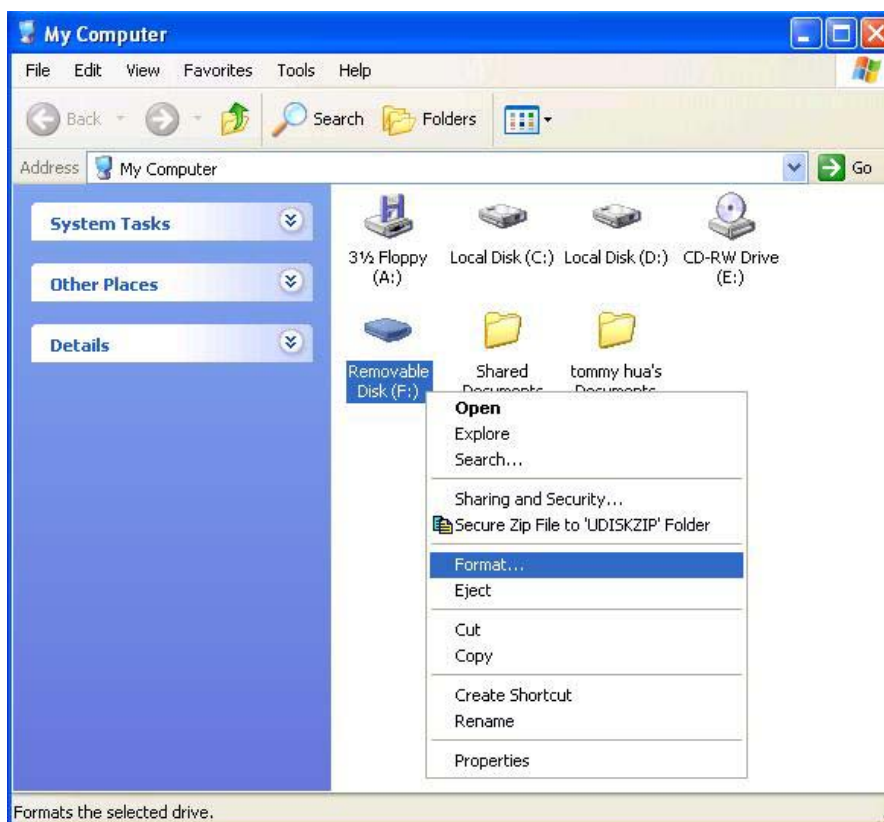 My Computer
File Edit View Favorites Tools Help
Back Search Folders
Address My Computer Go
System Tasks
Other Places
Details
3½ Floppy
(A:)
Local Disk (C:)
Local Disk (D:)
CD-RW Drive
(E:)
Removable
Disk (F:)
Shared
Documents
tommy hua's
Documents
Open
Explore
Search...
Sharing and Security...
Secure Zip File to 'UDISKZIP' Folder
Format...
Eject
Cut
Copy
Create Shortcut
Rename
Properties
Formats the selected drive.